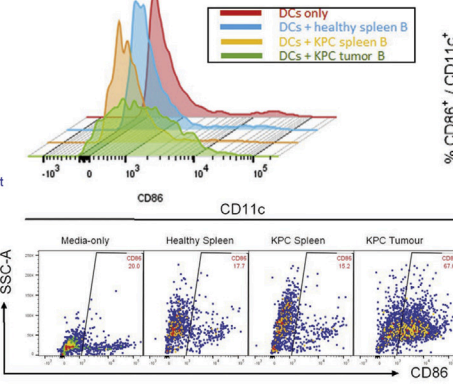 DCs only
DCs + healthy spleen B
DCs + KPC spleen B
DCs + KPC tumor B
% CD86+ / CD11c+
-10³ 0 10³ 10⁴ 10⁵
CD86
t
CD11c
Media-only Healthy Spleen KPC Spleen KPC Tumour
SSC-A
CD86
20.0
CD86
17.7
CD86
15.2
CD8
67.
CD86